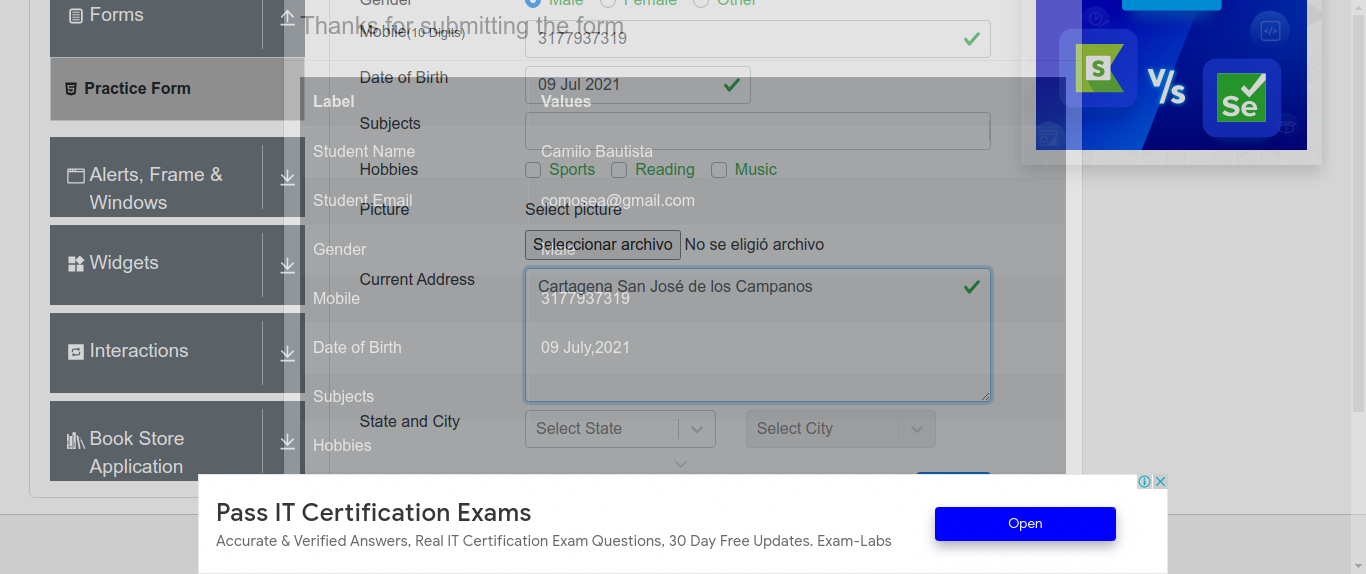 Forms
Practice Form
Alerts, Frame &
Windows
Widgets
Interactions
Book Store
Application
Gender
Male
Female
Other
Thanks for submitting the form
Mobile(10 Digits)
3177937319
Date of Birth
09 Jul 2021
Label
Values
Subjects
Student Name
Camilo Bautista
Hobbies
Sports
Reading
Music
Student Email
comosea@gmail.com
Picture
Select picture
Gender
Male
Seleccionar archivo
No se eligió archivo
Current Address
Cartagena San José de los Campanos
Mobile
3177937319
Date of Birth
09 July,2021
Subjects
State and City
Select State
Select City
Hobbies
S
V/s
Se
Pass IT Certification Exams
Accurate & Verified Answers, Real IT Certification Exam Questions, 30 Day Free Updates. Exam-Labs
Open